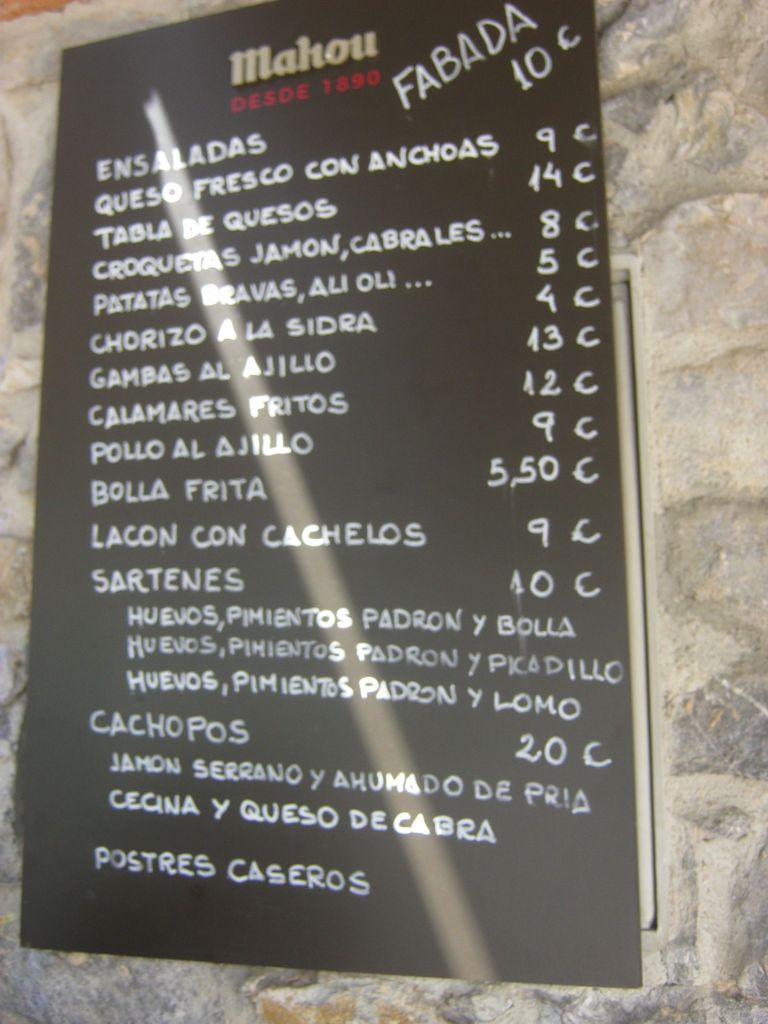 Mahou
DESDE 1890
FABADA
10 €
ENSALADAS
QUESO FRESCO CON ANCHOAS 9 €
TABLA DE QUESOS 14 €
CROQUETAS JAMON, CABRALES... 8 €
PATATAS BRAVAS, ALI OLI... 5 €
CHORIZO A LA SIDRA 4 €
GAMBAS AL AJILLO 13 €
CALAMARES FRITOS 12 €
POLLO AL AJILLO 9 €
BOLLA FRITA 5,50 €
LACON CON CACHELOS 9 €
SARTENES 10 €
HUEVOS, PIMIENTOS PADRON Y BOLLA
HUEVOS, PIMIENTOS PADRON Y PICADILLO
HUEVOS, PIMIENTOS PADRON Y LOMO
CACHOPOS 20 €
JAMON SERRANO Y AHUMADO DE PRIA
CECINA Y QUESO DE CABRA
POSTRES CASEROS